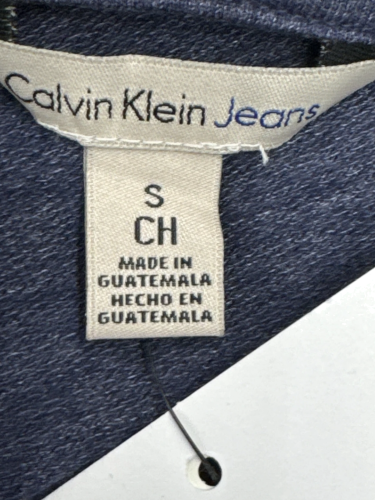 Calvin Klein Jeans
S
CH
MADE IN
GUATEMALA
HECHO EN
GUATEMALA